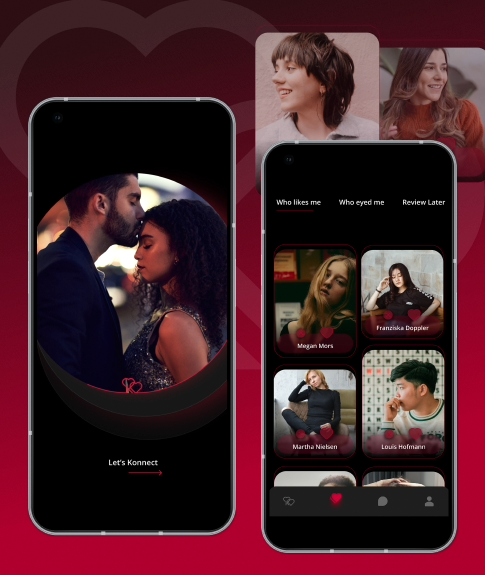 Who likes me
Who eyed me
Review Later
Megan Mors
Franziska Doppler
Martha Nielsen
Louis Hofmann
Let's Konnect